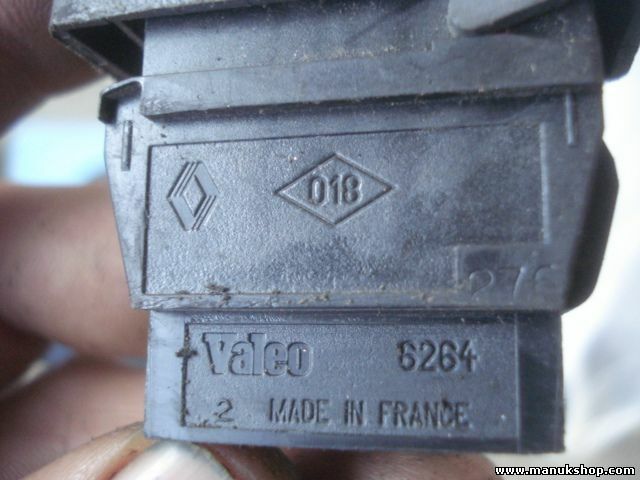 018
Valeo 6264
2 MADE IN FRANCE
www.manukshop.com